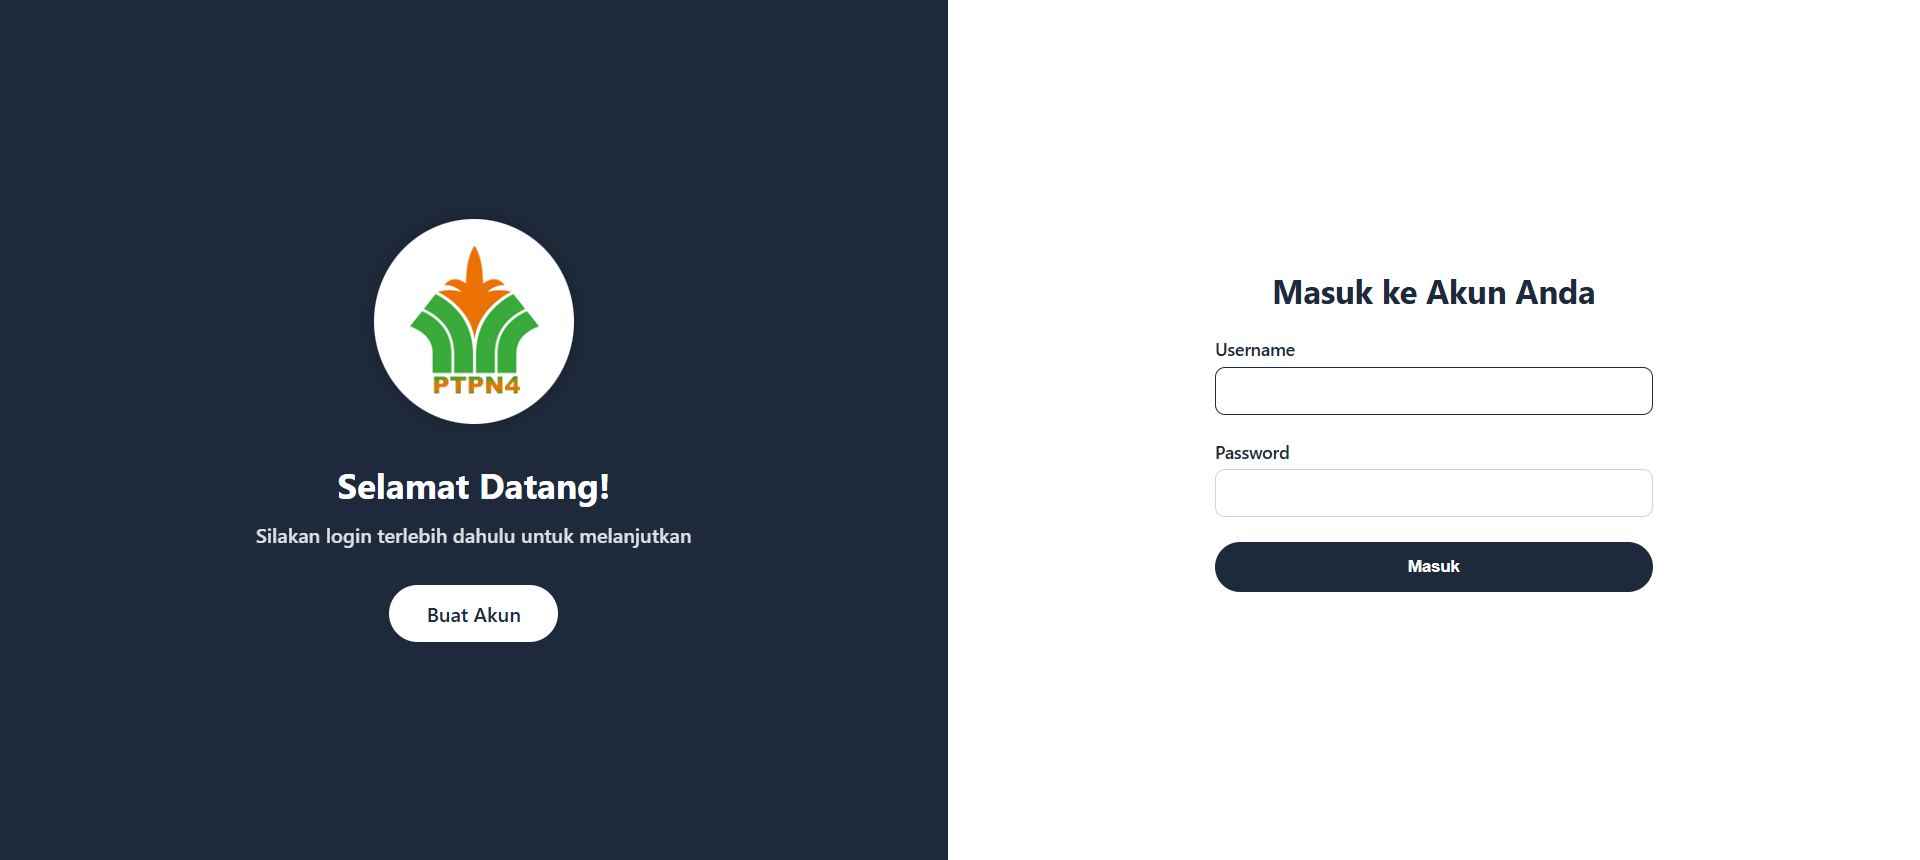 PTPN4
Selamat Datang!
Silakan login terlebih dahulu untuk melanjutkan
Buat Akun
Masuk ke Akun Anda
Username
Password
Masuk